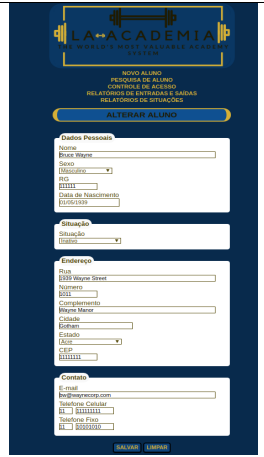 LA ACADEMIA
THE WORLD'S MOST VALUABLE ACADEMY
SYSTEM
NOVO ALUNO
PESQUISA DE ALUNO
CONTROLE DE ACESSO
RELATÓRIOS DE ENTRADAS E SAÍDAS
RELATÓRIOS DE SITUAÇÕES
ALTERAR ALUNO
Dados Pessoais
Nome
Bruce Wayne
Sexo
Masculino
RG
111111
Data de Nascimento
01/05/1939
Situação
Situação
Inativo
Endereço
Rua
1939 Wayne Street
Número
1011
Complemento
Wayne Manor
Cidade
Gotham
Estado
Acre
CEP
11111111
Contato
E-mail
bw@waynecorp.com
Telefone Celular
11 111111111
Telefone Fixo
11 10101010
SALVAR LIMPAR